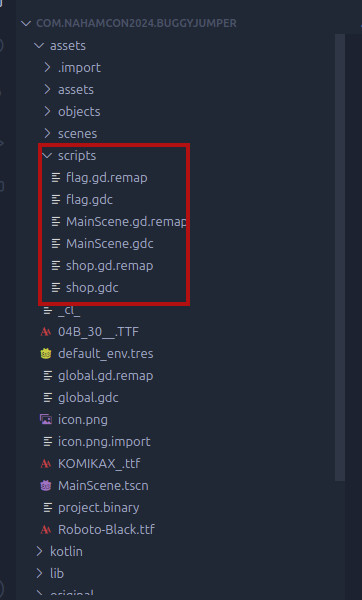 COM.NAHAMCON2024.BUGGYJUMPER
assets
.import
assets
objects
scenes
scripts
flag.gd.remap
flag.gdc
MainScene.gd.remap
MainScene.gdc
shop.gd.remap
shop.gdc
_cl_
04B_30__.TTF
default_env.tres
global.gd.remap
global.gdc
icon.png
icon.png.import
KOMIKAX_.ttf
MainScene.tscn
project.binary
Roboto-Black.ttf
kotlin
lib
original